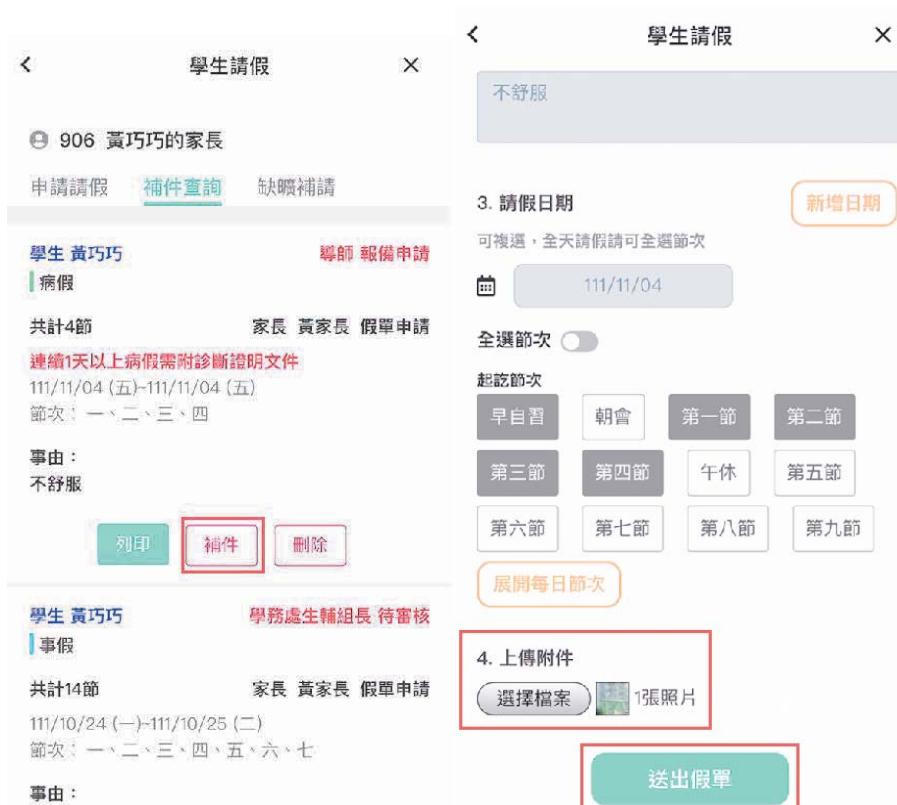 學生請假
906 黃巧巧的家長
申請請假 補件查詢 缺曠補請
學生 黃巧巧 導師 報備申請
病假
共計4節 家長 黃家長 假單申請
連續1天以上病假需附診斷證明文件
111/11/04 (五)~111/11/04 (五)
節次：一、二、三、四
事由：
不舒服
列印 補件 刪除
學生 黃巧巧 學務處生輔組長 待審核
事假
共計14節 家長 黃家長 假單申請
111/10/24 (一)~111/10/25 (二)
節次：一、二、三、四、五、六、七
事由：
學生請假
不舒服
3. 請假日期 新增日期
可複選，全天請假請可全選節次
111/11/04
全選節次
起訖節次
早自習 朝會 第一節 第二節
第三節 第四節 午休 第五節
第六節 第七節 第八節 第九節
展開每日節次
4. 上傳附件
選擇檔案 1張照片
送出假單